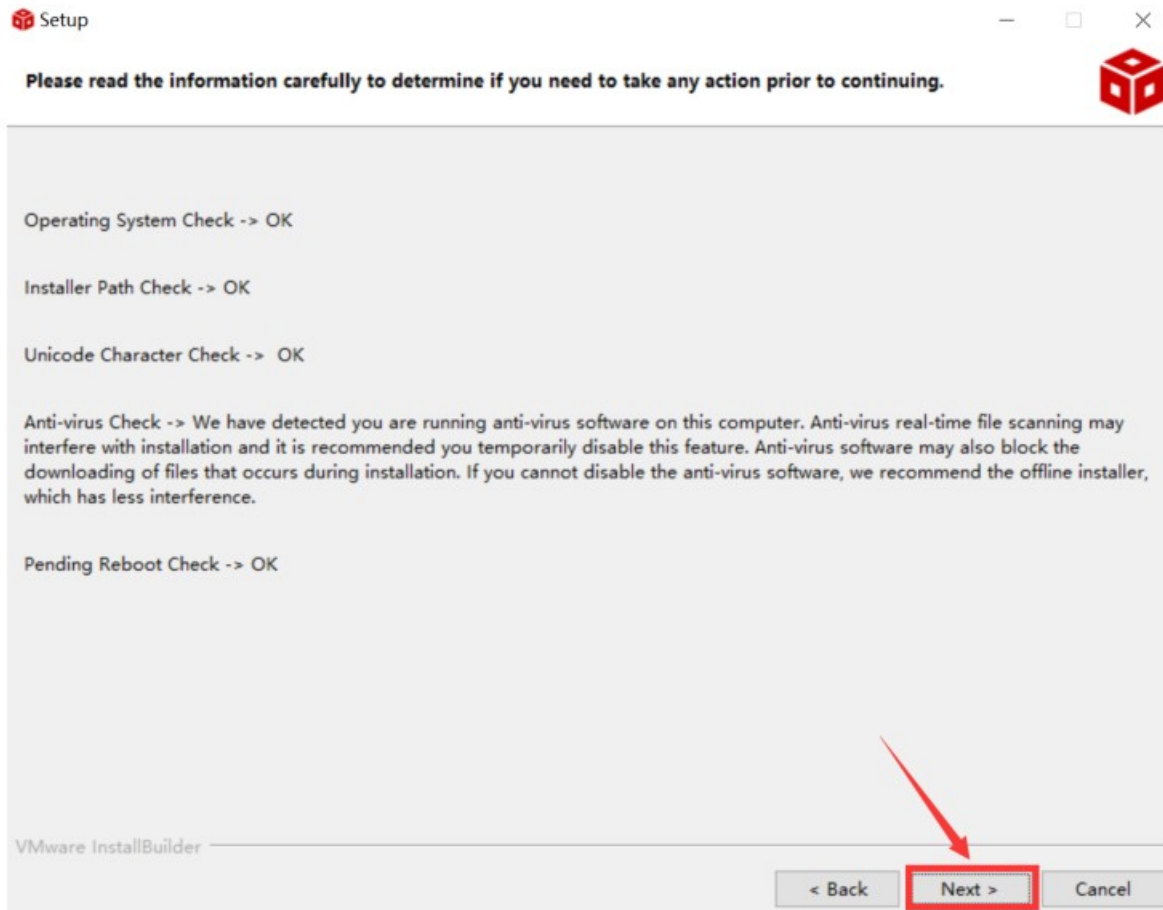 Setup
Please read the information carefully to determine if you need to take any action prior to continuing.
Operating System Check -> OK
Installer Path Check -> OK
Unicode Character Check ->  OK
Anti-virus Check -> We have detected you are running anti-virus software on this computer. Anti-virus real-time file scanning may
interfere with installation and it is recommended you temporarily disable this feature. Anti-virus software may also block the
downloading of files that occurs during installation. If you cannot disable the anti-virus software, we recommend the offline installer,
which has less interference.
Pending Reboot Check -> OK
VMware InstallBuilder
< Back
Next >
Cancel